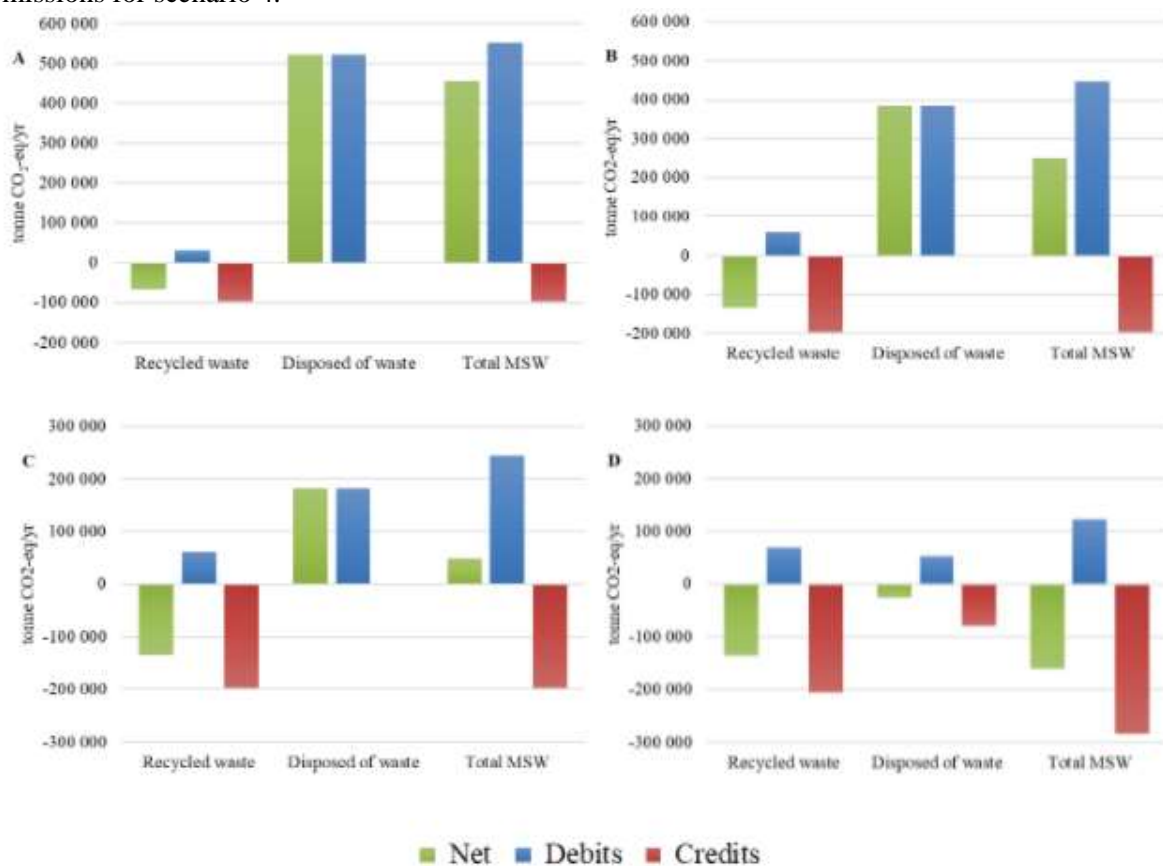 missions for scenario 4.
A
tonne CO₂-eq/yr
600 000
500 000
400 000
300 000
200 000
100 000
0
-100 000
-200 000
Recycled waste
Disposed of waste
Total MSW
B
tonne CO2-eq/yr
600 000
500 000
400 000
300 000
200 000
100 000
0
-100 000
-200 000
Recycled waste
Disposed of waste
Total MSW
C
tonne CO2-eq/yr
300 000
200 000
100 000
0
-100 000
-200 000
-300 000
Recycled waste
Disposed of waste
Total MSW
D
tonne CO2-eq/yr
300 000
200 000
100 000
0
-100 000
-200 000
-300 000
Recycled waste
Disposed of waste
Total MSW
Net Debits Credits